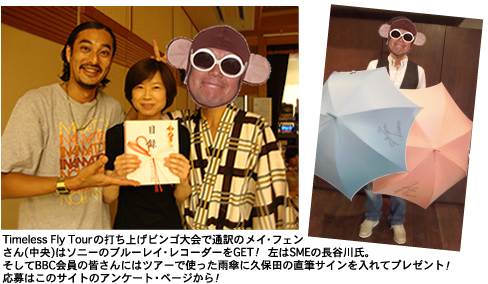 NANCY
目録
Timeless Fly Tourの打ち上げビンゴ大会で通訳のメイ・フェン
さん(中央)はソニーのブルーレイ・レコーダーをGET！ 左はSMEの長谷川氏。
そしてBBC会員の皆さんにはツアーで使った雨傘に久保田の直筆サインを入れてプレゼント！
応募はこのサイトのアンケート・ページから！